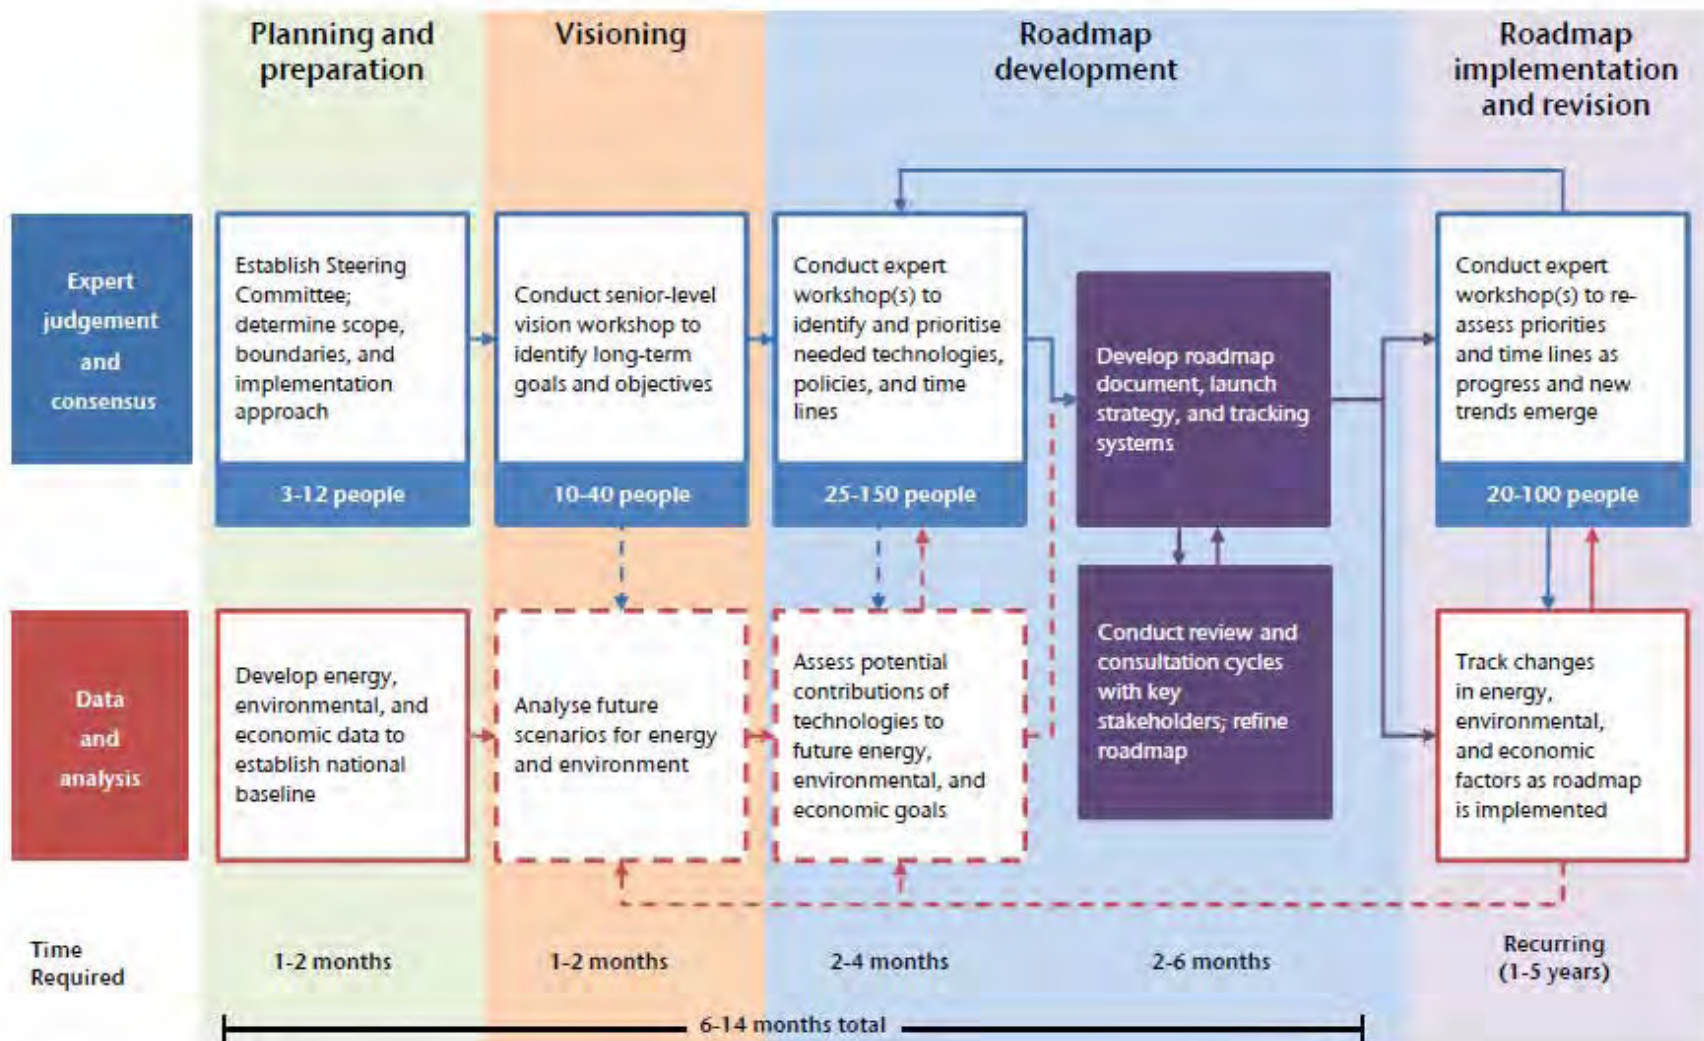 Planning and
preparation
Visioning
Roadmap
development
Roadmap
implementation
and revision
Expert
judgement
and
consensus
Establish Steering
Committee;
determine scope,
boundaries, and
implementation
approach
3-12 people
Conduct senior-level
vision workshop to
identify long-term
goals and objectives
10-40 people
Conduct expert
workshop(s) to
identify and prioritise
needed technologies,
policies, and time
lines
25-150 people
Develop roadmap
document, launch
strategy, and tracking
systems
Conduct expert
workshop(s) to re-
assess priorities
and time lines as
progress and new
trends emerge
20-100 people
Data
and
analysis
Develop energy,
environmental, and
economic data to
establish national
baseline
Analyse future
scenarios for energy
and environment
Assess potential
contributions of
technologies to
future energy,
environmental, and
economic goals
Conduct review and
consultation cycles
with key
stakeholders; refine
roadmap
Track changes
in energy,
environmental,
and economic
factors as roadmap
is implemented
Time
Required
1-2 months
1-2 months
2-4 months
2-6 months
Recurring
(1-5 years)
6-14 months total